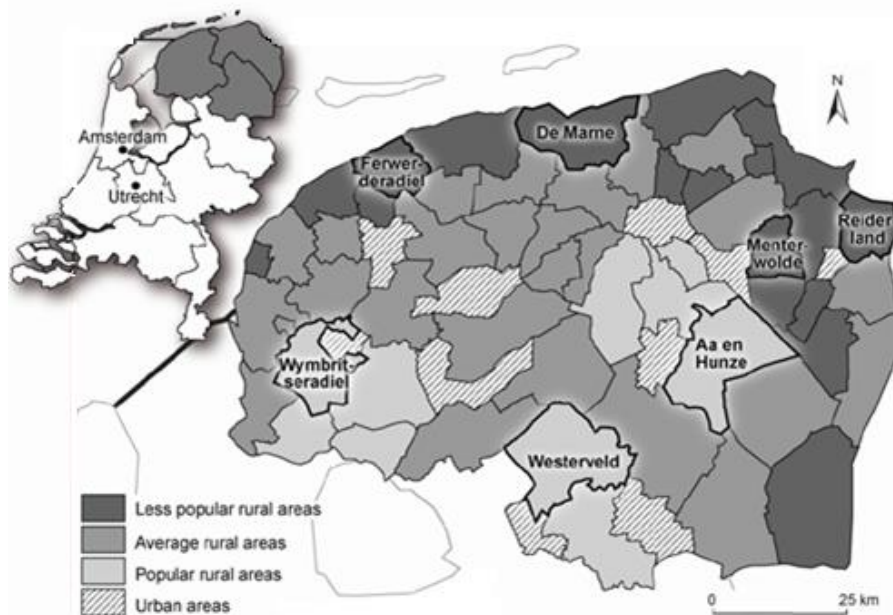 Amsterdam
Utrecht
N
De Marne
Ferwer-
deradiel
Reider
land
Menter-
wolde
Aa en
Hunze
Wymbrit-
seradiel
Westerveld
Less popular rural areas
Average rural areas
Popular rural areas
Urban areas
0 25 km